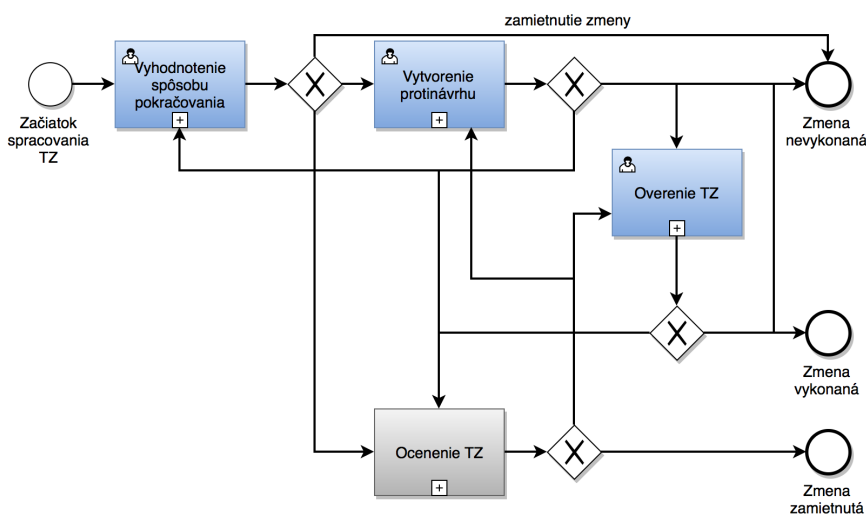 zamietnutie zmeny
Začiatok
spracovania
TZ
Vyhodnotenie
spôsobu
pokračovania
Vytvorenie
protinávrhu
Zmena
nevykonaná
Overenie TZ
Zmena
vykonaná
Ocenenie TZ
Zmena
zamietnutá